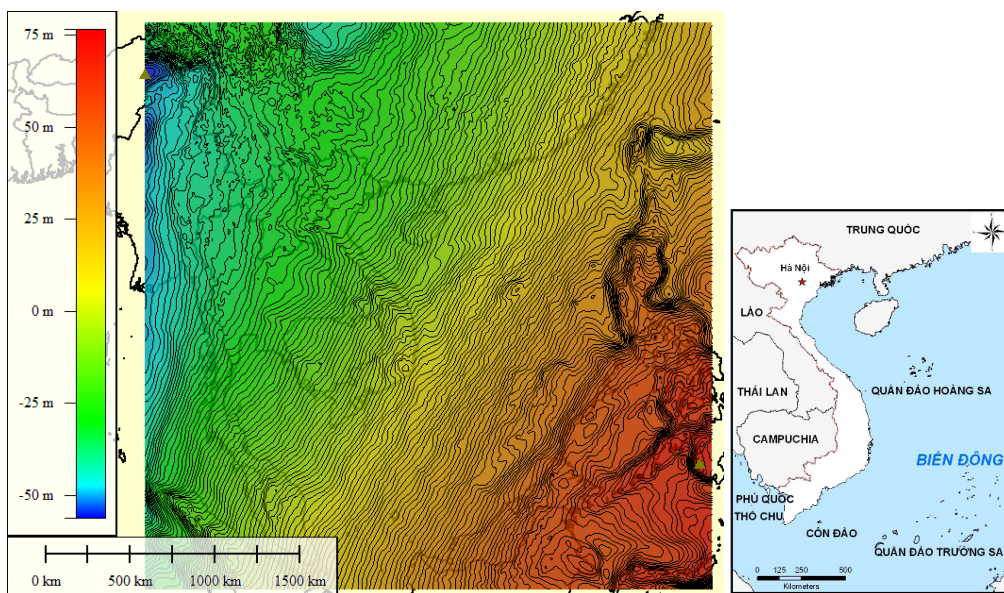 75 m
50 m
25 m
0 m
-25 m
-50 m
0 km 500 km 1000 km 1500 km
TRUNG QUỐC
Hà Nội
LÀO
THÁI LAN
QUẦN ĐẢO HOÀNG SA
CAMPUCHIA
BIỂN ĐÔNG
PHÚ QUỐC
THỔ CHU
CÔN ĐẢO
QUẦN ĐẢO TRƯỜNG SA
0 125 250 500
Kilometers